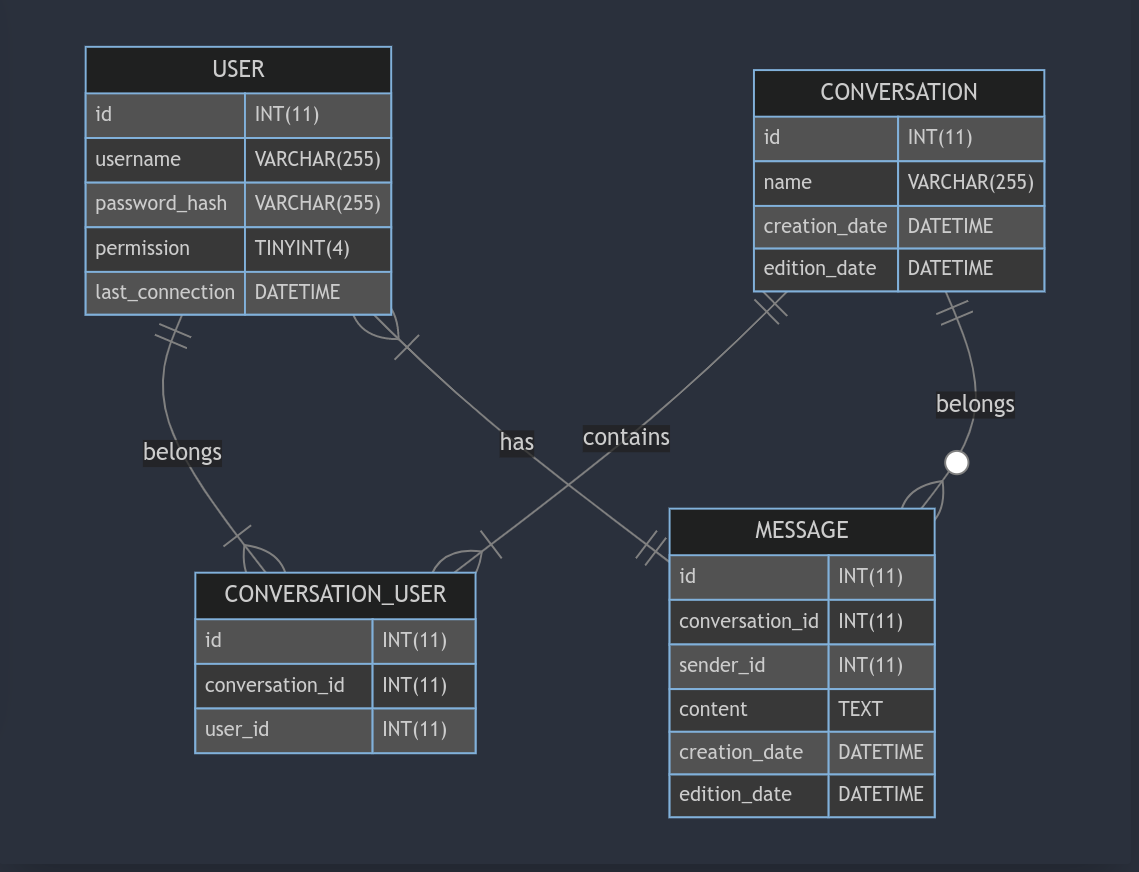 USER
id INT(11)
username VARCHAR(255)
password_hash VARCHAR(255)
permission TINYINT(4)
last_connection DATETIME
CONVERSATION
id INT(11)
name VARCHAR(255)
creation_date DATETIME
edition_date DATETIME
belongs
has
contains
belongs
CONVERSATION_USER
id INT(11)
conversation_id INT(11)
user_id INT(11)
MESSAGE
id INT(11)
conversation_id INT(11)
sender_id INT(11)
content TEXT
creation_date DATETIME
edition_date DATETIME